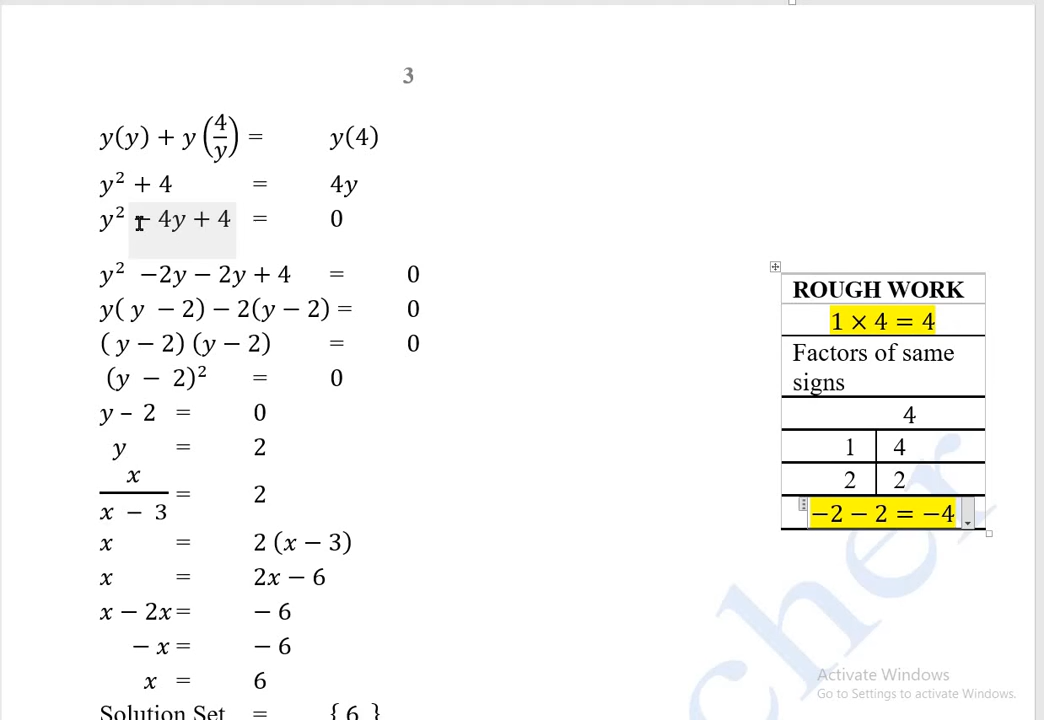 3
y(y) + y (4/y) = y(4)
y² + 4 = 4y
y² − 4y + 4 = 0
y² −2y − 2y + 4 = 0
y( y − 2) − 2(y − 2) = 0
( y − 2) (y − 2) = 0
(y − 2)² = 0
y − 2 = 0
y = 2
x/(x − 3) = 2
x = 2 (x − 3)
x = 2x − 6
x − 2x = − 6
− x = − 6
x = 6
Solution Set = { 6 }
ROUGH WORK
1 × 4 = 4
Factors of same
signs
4
1 4
2 2
−2 − 2 = −4
cher
Activate Windows
Go to Settings to activate Windows.